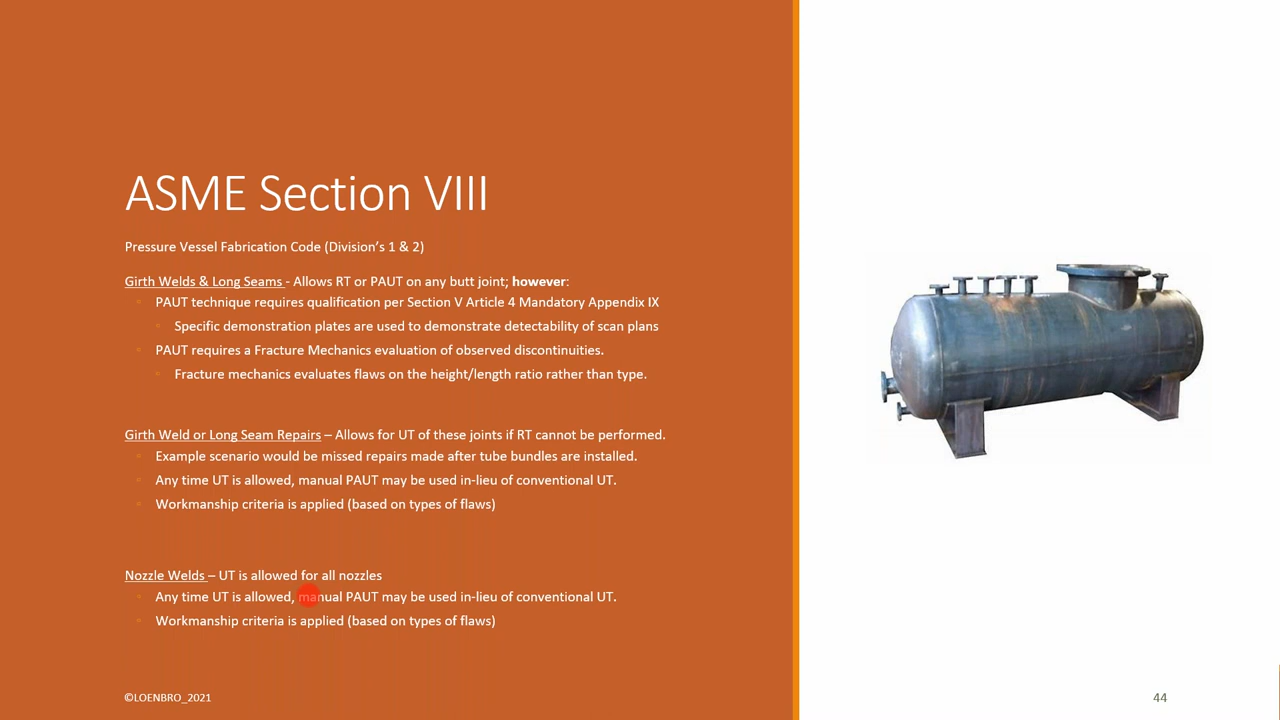 ASME Section VIII
Pressure Vessel Fabrication Code (Division's 1 & 2)
Girth Welds & Long Seams - Allows RT or PAUT on any butt joint; however:
PAUT technique requires qualification per Section V Article 4 Mandatory Appendix IX
Specific demonstration plates are used to demonstrate detectability of scan plans
PAUT requires a Fracture Mechanics evaluation of observed discontinuities.
Fracture mechanics evaluates flaws on the height/length ratio rather than type.
Girth Weld or Long Seam Repairs – Allows for UT of these joints if RT cannot be performed.
Example scenario would be missed repairs made after tube bundles are installed.
Any time UT is allowed, manual PAUT may be used in-lieu of conventional UT.
Workmanship criteria is applied (based on types of flaws)
Nozzle Welds – UT is allowed for all nozzles
Any time UT is allowed, manual PAUT may be used in-lieu of conventional UT.
Workmanship criteria is applied (based on types of flaws)
©LOENBRO_2021
44